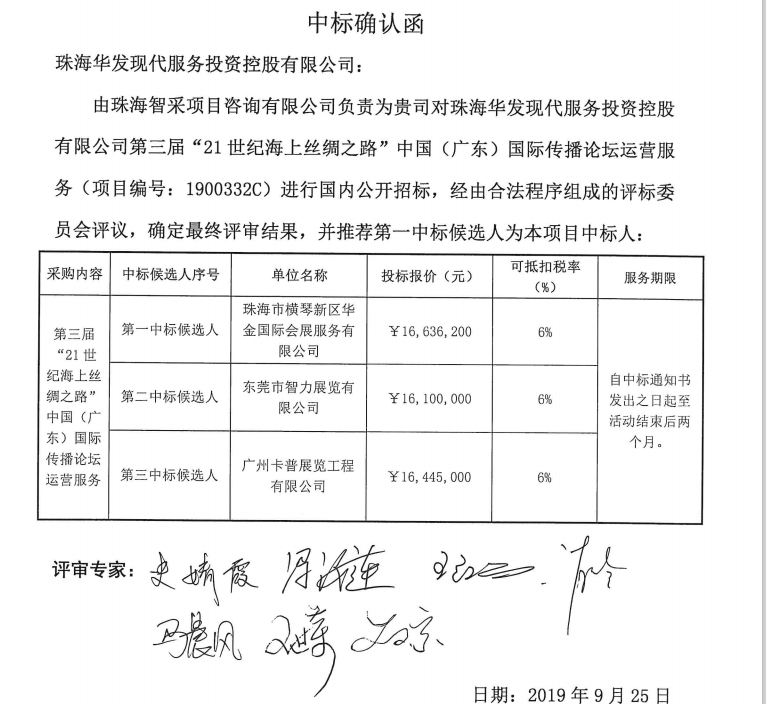 中标确认函
珠海华发现代服务投资控股有限公司：
由珠海智采项目咨询有限公司负责为贵司对珠海华发现代服务投资控股
有限公司第三届“21世纪海上丝绸之路”中国（广东）国际传播论坛运营服
务（项目编号：1900332C）进行国内公开招标，经由合法程序组成的评标委
员会评议，确定最终评审结果，并推荐第一中标候选人为本项目中标人：
采购内容 中标候选人序号 单位名称 投标报价（元） 可抵扣税率 服务期限
（%）
第三届
“21世
纪海上丝
绸之路”
中国（广
东）国际
传播论坛
运营服务
第一中标候选人
珠海市横琴新区华
金国际会展服务有
限公司
￥16,636,200
6%
第二中标候选人
东莞市智力展览有
限公司
￥16,100,000
6%
第三中标候选人
广州卡普展览工程
有限公司
￥16,445,000
6%
自中标通知书
发出之日起至
活动结束后两
个月。
评审专家：史婧霞
马晨风
日期：2019年9月25日